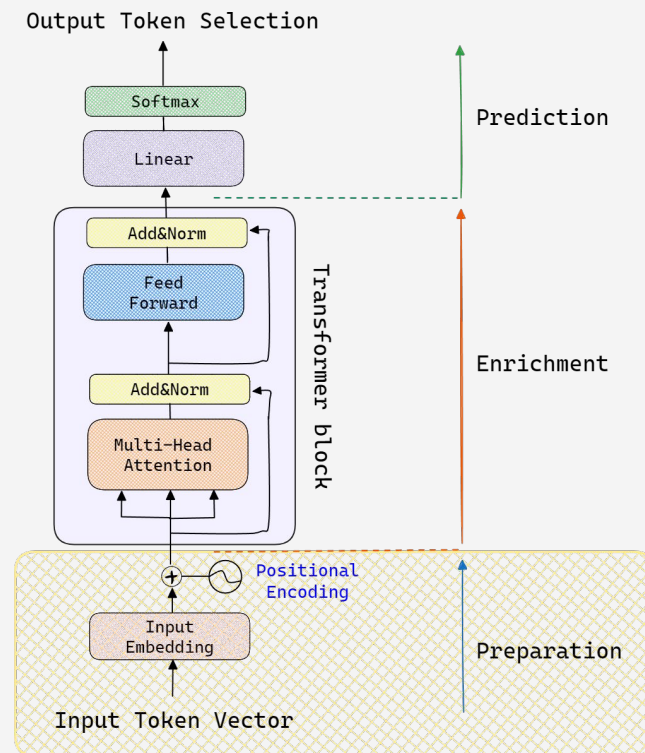 Output Token Selection
Softmax
Linear
Prediction
Add&Norm
Feed
Forward
Transformer block
Enrichment
Add&Norm
Multi-Head
Attention
Positional
Encoding
Input
Embedding
Preparation
Input Token Vector